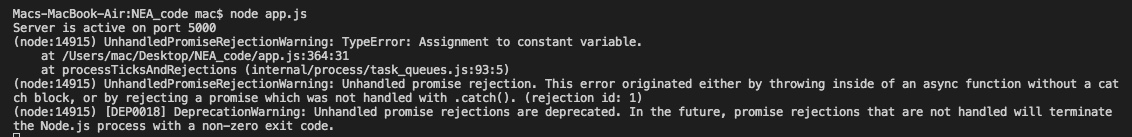 Macs-MacBook-Air:NEA_code mac$ node app.js
Server is active on port 5000
(node:14915) UnhandledPromiseRejectionWarning: TypeError: Assignment to constant variable.
    at /Users/mac/Desktop/NEA_code/app.js:364:31
    at processTicksAndRejections (internal/process/task_queues.js:93:5)
(node:14915) UnhandledPromiseRejectionWarning: Unhandled promise rejection. This error originated either by throwing inside of an async function without a cat
ch block, or by rejecting a promise which was not handled with .catch(). (rejection id: 1)
(node:14915) [DEP0018] DeprecationWarning: Unhandled promise rejections are deprecated. In the future, promise rejections that are not handled will terminate
the Node.js process with a non-zero exit code.